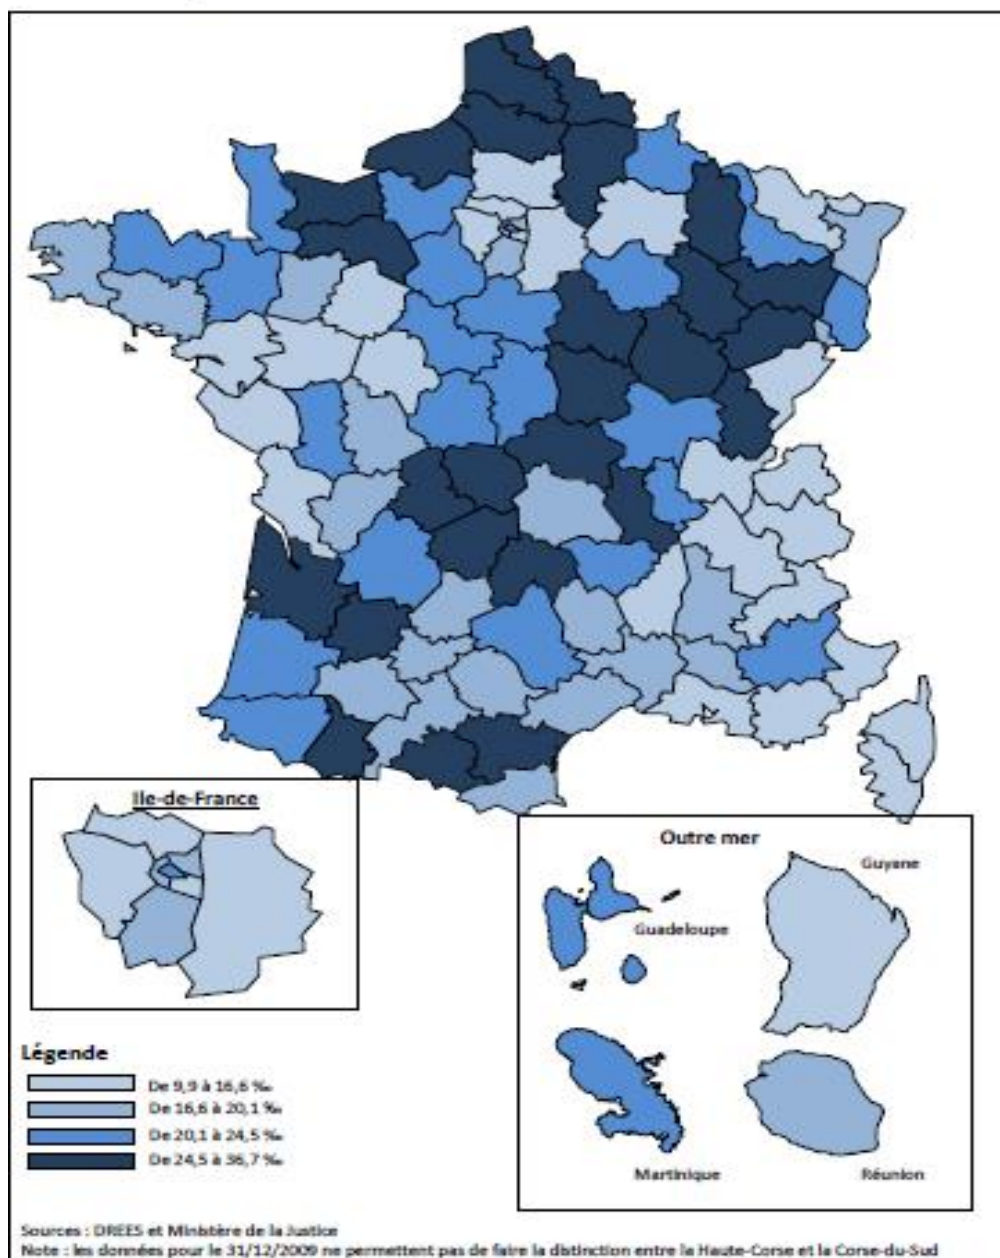 Ile-de-France
Outre mer
Guyane
Guadeloupe
Martinique
Réunion
Légende
De 9,9 à 16,6 ‰
De 16,6 à 20,1 ‰
De 20,1 à 24,5 ‰
De 24,5 à 36,7 ‰
Sources : DREES et Ministère de la Justice
Note : les données pour le 31/12/2009 ne permettent pas de faire la distinction entre la Haute-Corse et la Corse-du-Sud